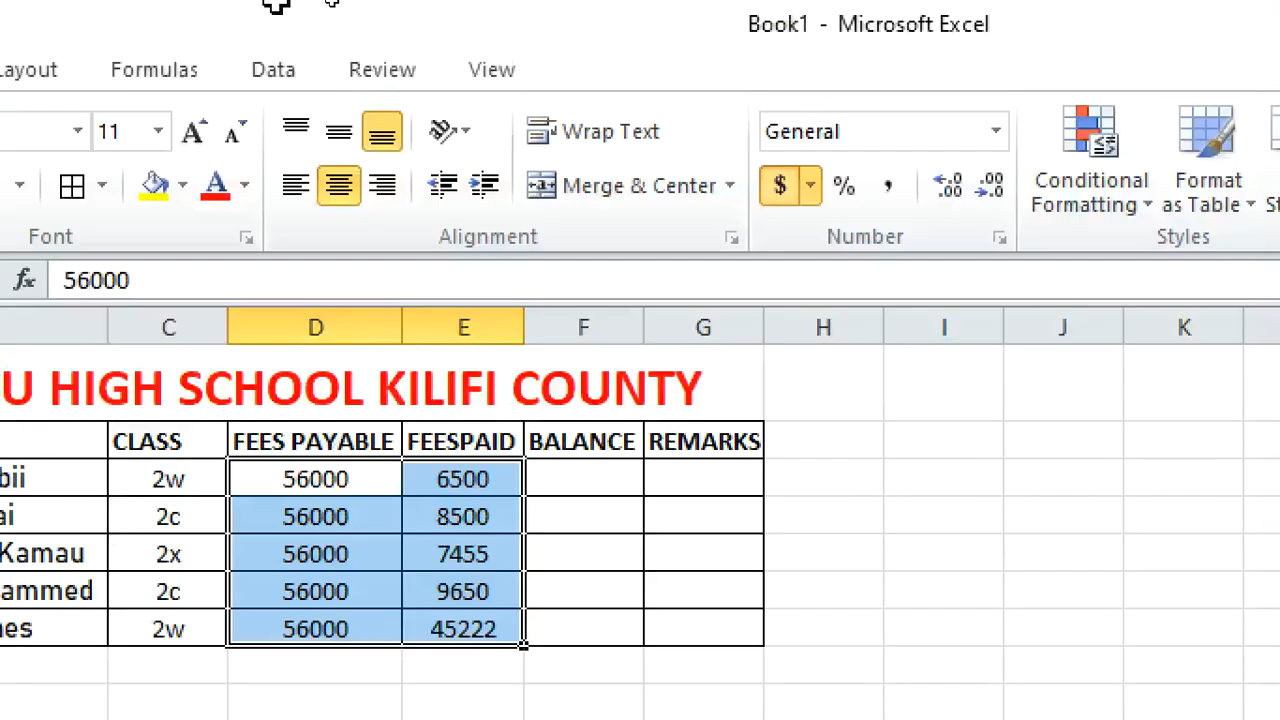 Book1 - Microsoft Excel
Layout Formulas Data Review View
11 A A Wrap Text General
A Merge & Center $ % , .00 .00 Conditional Formatting Format as Table
Font Alignment Number Styles
fx 56000
C D E F G H I J K
U HIGH SCHOOL KILIFI COUNTY
CLASS FEES PAYABLE FEESPAID BALANCE REMARKS
bii 2w 56000 6500
ai 2c 56000 8500
Kamau 2x 56000 7455
ammed 2c 56000 9650
nes 2w 56000 45222